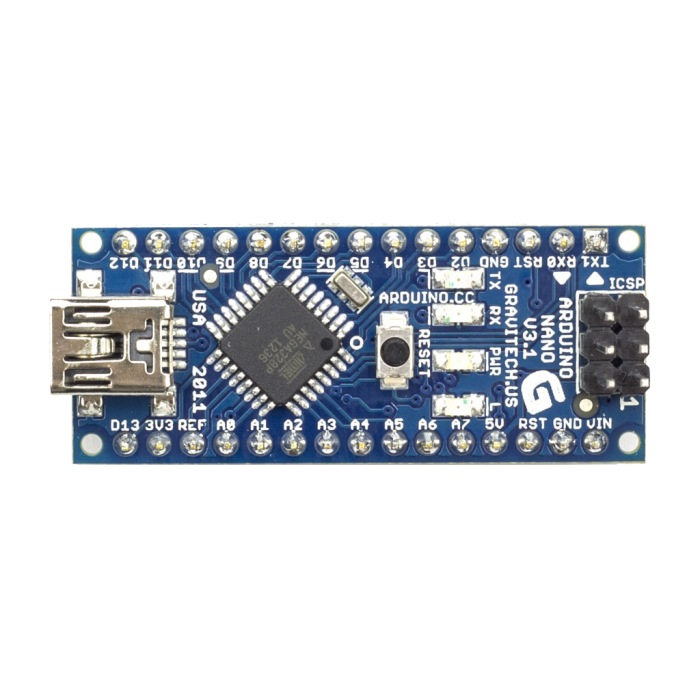 D12 D11 D10 D9 D8 D7 D6 D5 D4 D3 D2 GND RST RX0 TX1
ICSP
ARDUINO.CC
TX RX PWR L
RESET
USA
2011
MEGA328P
AU 1236
ATMEL
GRAVITECH.US
ARDUINO
NANO
V3.1
G
1
D13 3V3 REF A0 A1 A2 A3 A4 A5 A6 A7 5V RST GND VIN